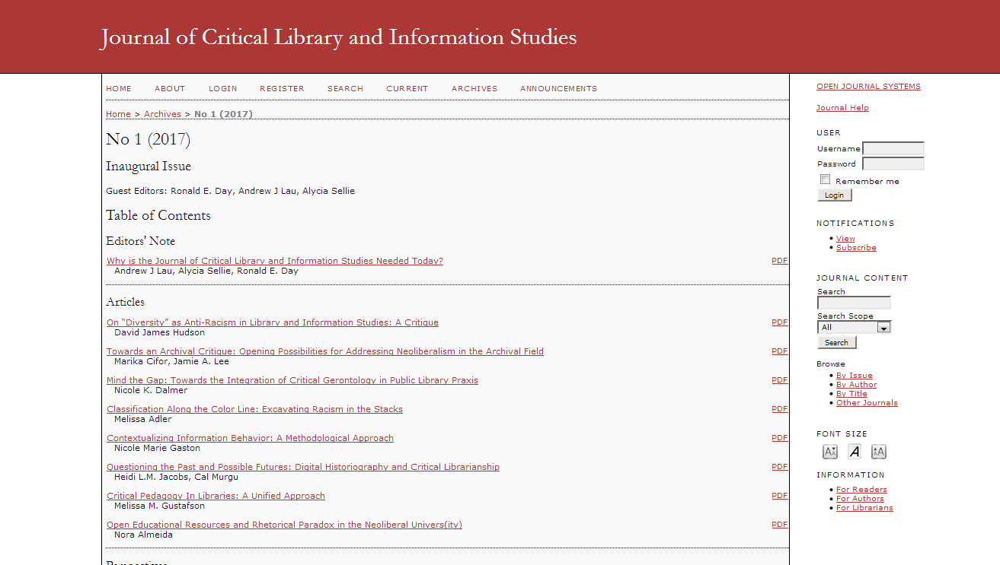 Journal of Critical Library and Information Studies
HOME ABOUT LOGIN REGISTER SEARCH CURRENT ARCHIVES ANNOUNCEMENTS
Home > Archives > No 1 (2017)
No 1 (2017)
Inaugural Issue
Guest Editors: Ronald E. Day, Andrew J Lau, Alycia Sellie
Table of Contents
Editors' Note
Why is the Journal of Critical Library and Information Studies Needed Today? PDF
Andrew J Lau, Alycia Sellie, Ronald E. Day
Articles
On “Diversity” as Anti-Racism in Library and Information Studies: A Critique PDF
David James Hudson
Towards an Archival Critique: Opening Possibilities for Addressing Neoliberalism in the Archival Field PDF
Marika Cifor, Jamie A. Lee
Mind the Gap: Towards the Integration of Critical Gerontology in Public Library Praxis PDF
Nicole K. Dalmer
Classification Along the Color Line: Excavating Racism in the Stacks PDF
Melissa Adler
Contextualizing Information Behavior: A Methodological Approach PDF
Nicole Marie Gaston
Questioning the Past and Possible Futures: Digital Historiography and Critical Librarianship PDF
Heidi L.M. Jacobs, Cal Murgu
Critical Pedagogy In Libraries: A Unified Approach PDF
Melissa M. Gustafson
Open Educational Resources and Rhetorical Paradox in the Neoliberal Univers(ity) PDF
Nora Almeida
Perspectives
OPEN JOURNAL SYSTEMS
Journal Help
USER
Username
Password
Remember me
Login
NOTIFICATIONS
View
Subscribe
JOURNAL CONTENT
Search
Search Scope
All
Search
Browse
By Issue
By Author
By Title
Other Journals
FONT SIZE
INFORMATION
For Readers
For Authors
For Librarians